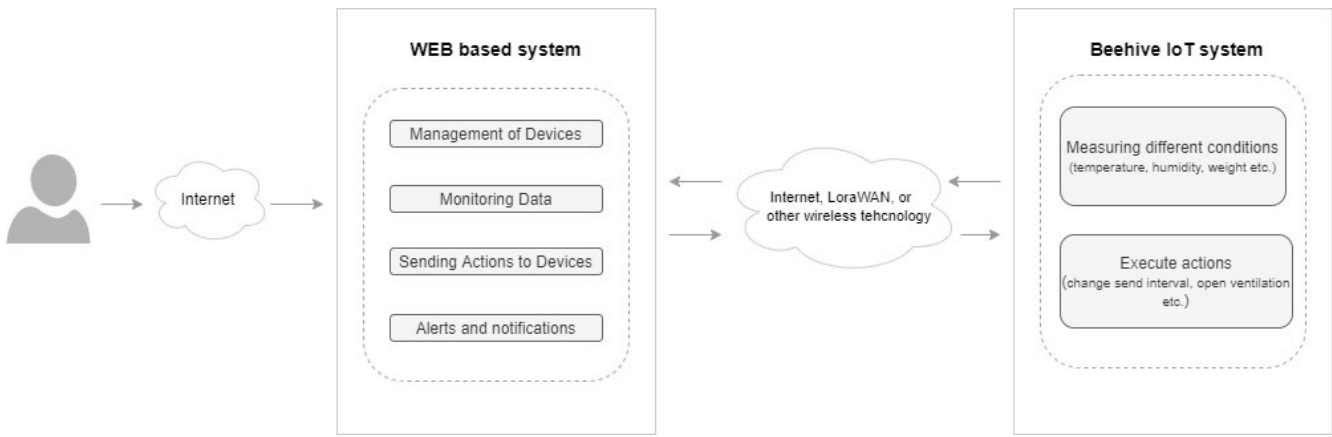 Internet
WEB based system
Management of Devices
Monitoring Data
Sending Actions to Devices
Alerts and notifications
Internet, LoraWAN, or
other wireless tehcnology
Beehive IoT system
Measuring different conditions
(temperature, humidity, weight etc.)
Execute actions
(change send interval, open ventilation
etc.)